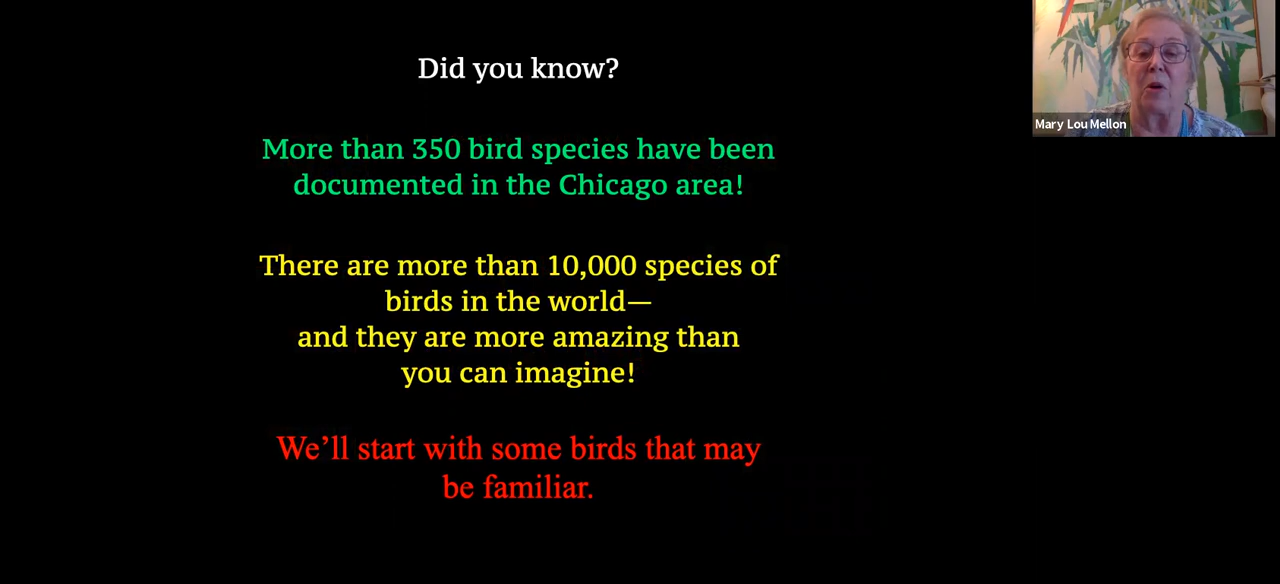 Did you know?
More than 350 bird species have been
documented in the Chicago area!
There are more than 10,000 species of
birds in the world—
and they are more amazing than
you can imagine!
We’ll start with some birds that may
be familiar.
Mary Lou Mellon